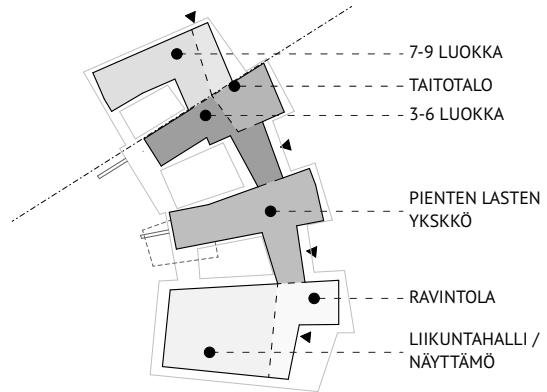 7-9 LUOKKA
TAITOTALO
3-6 LUOKKA
PIENTEN LASTEN
YKSKKÖ
RAVINTOLA
LIIKUNTAHALLI /
NÄYTTÄMÖ